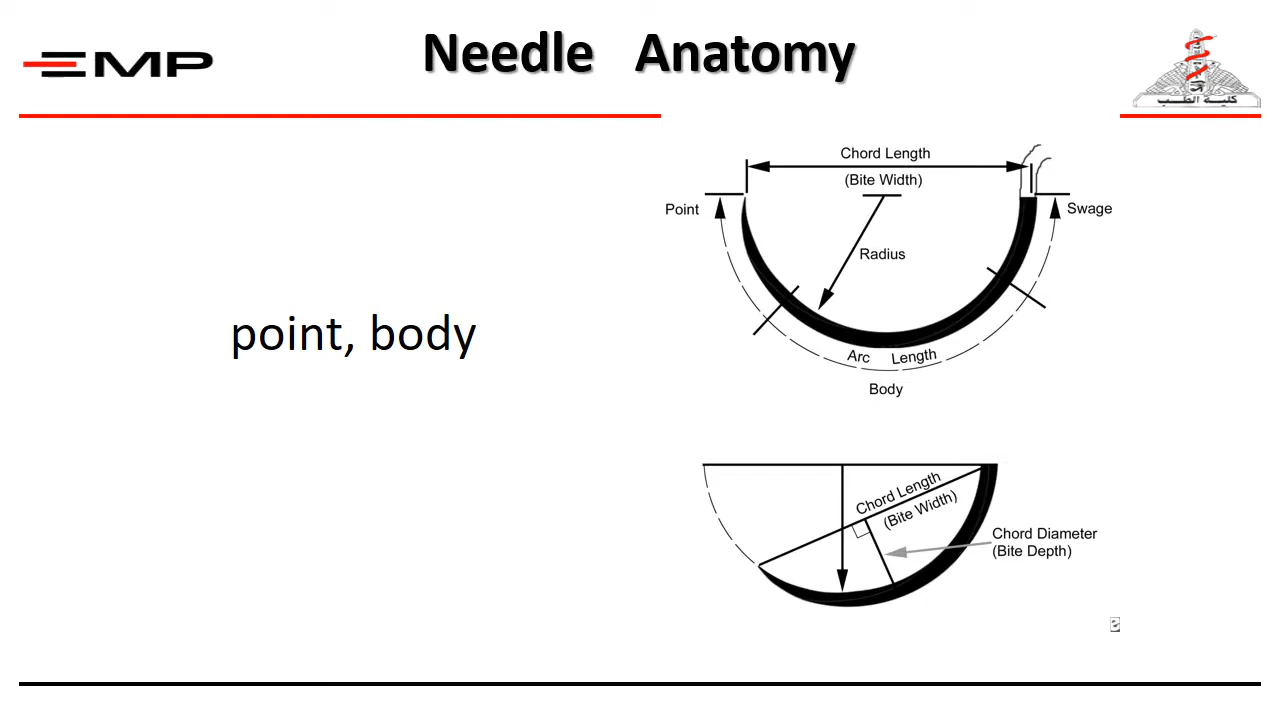 EMP
Needle Anatomy
كلية الطب
point, body
Chord Length
(Bite Width)
Point
Swage
Radius
Arc Length
Body
Chord Length
(Bite Width)
Chord Diameter
(Bite Depth)